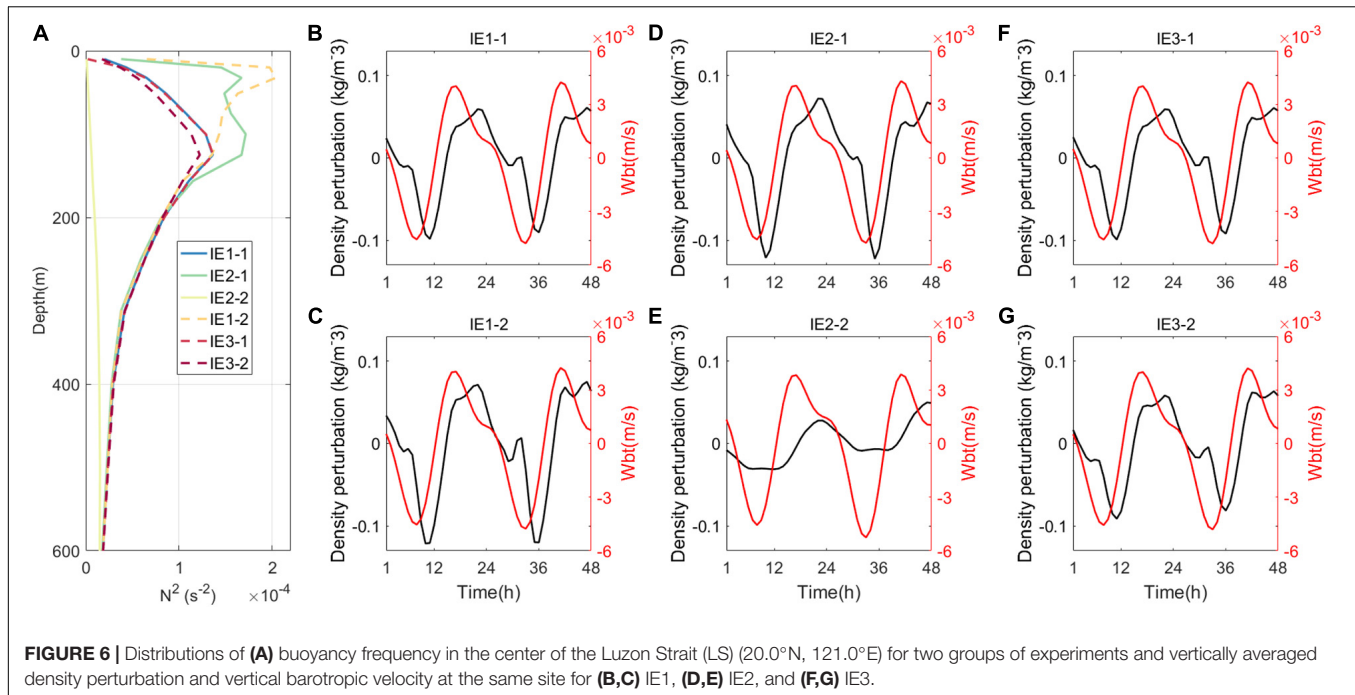 A
0
200
400
600
Depth(m)
0 1 2
N² (s⁻²) ×10⁻⁴
IE1-1
IE2-1
IE2-2
IE1-2
IE3-1
IE3-2
B
IE1-1
×10⁻³
Density perturbation (kg/m⁻3)
0.1
0
-0.1
6
3
0
-3
-6
Wbt(m/s)
1 12 24 36 48
D
IE2-1
×10⁻³
Density perturbation (kg/m⁻3)
0.1
0
-0.1
6
3
0
-3
-6
Wbt(m/s)
1 12 24 36 48
F
IE3-1
×10⁻³
Density perturbation (kg/m⁻3)
0.1
0
-0.1
6
3
0
-3
-6
Wbt(m/s)
1 12 24 36 48
C
IE1-2
×10⁻³
Density perturbation (kg/m⁻3)
0.1
0
-0.1
6
3
0
-3
-6
Wbt(m/s)
1 12 24 36 48
Time(h)
E
IE2-2
×10⁻³
Density perturbation (kg/m⁻3)
0.1
0
-0.1
6
3
0
-3
-6
Wbt(m/s)
1 12 24 36 48
Time(h)
G
IE3-2
×10⁻³
Density perturbation (kg/m⁻3)
0.1
0
-0.1
6
3
0
-3
-6
Wbt(m/s)
1 12 24 36 48
Time(h)
FIGURE 6 | Distributions of (A) buoyancy frequency in the center of the Luzon Strait (LS) (20.0°N, 121.0°E) for two groups of experiments and vertically averaged
density perturbation and vertical barotropic velocity at the same site for (B,C) IE1, (D,E) IE2, and (F,G) IE3.